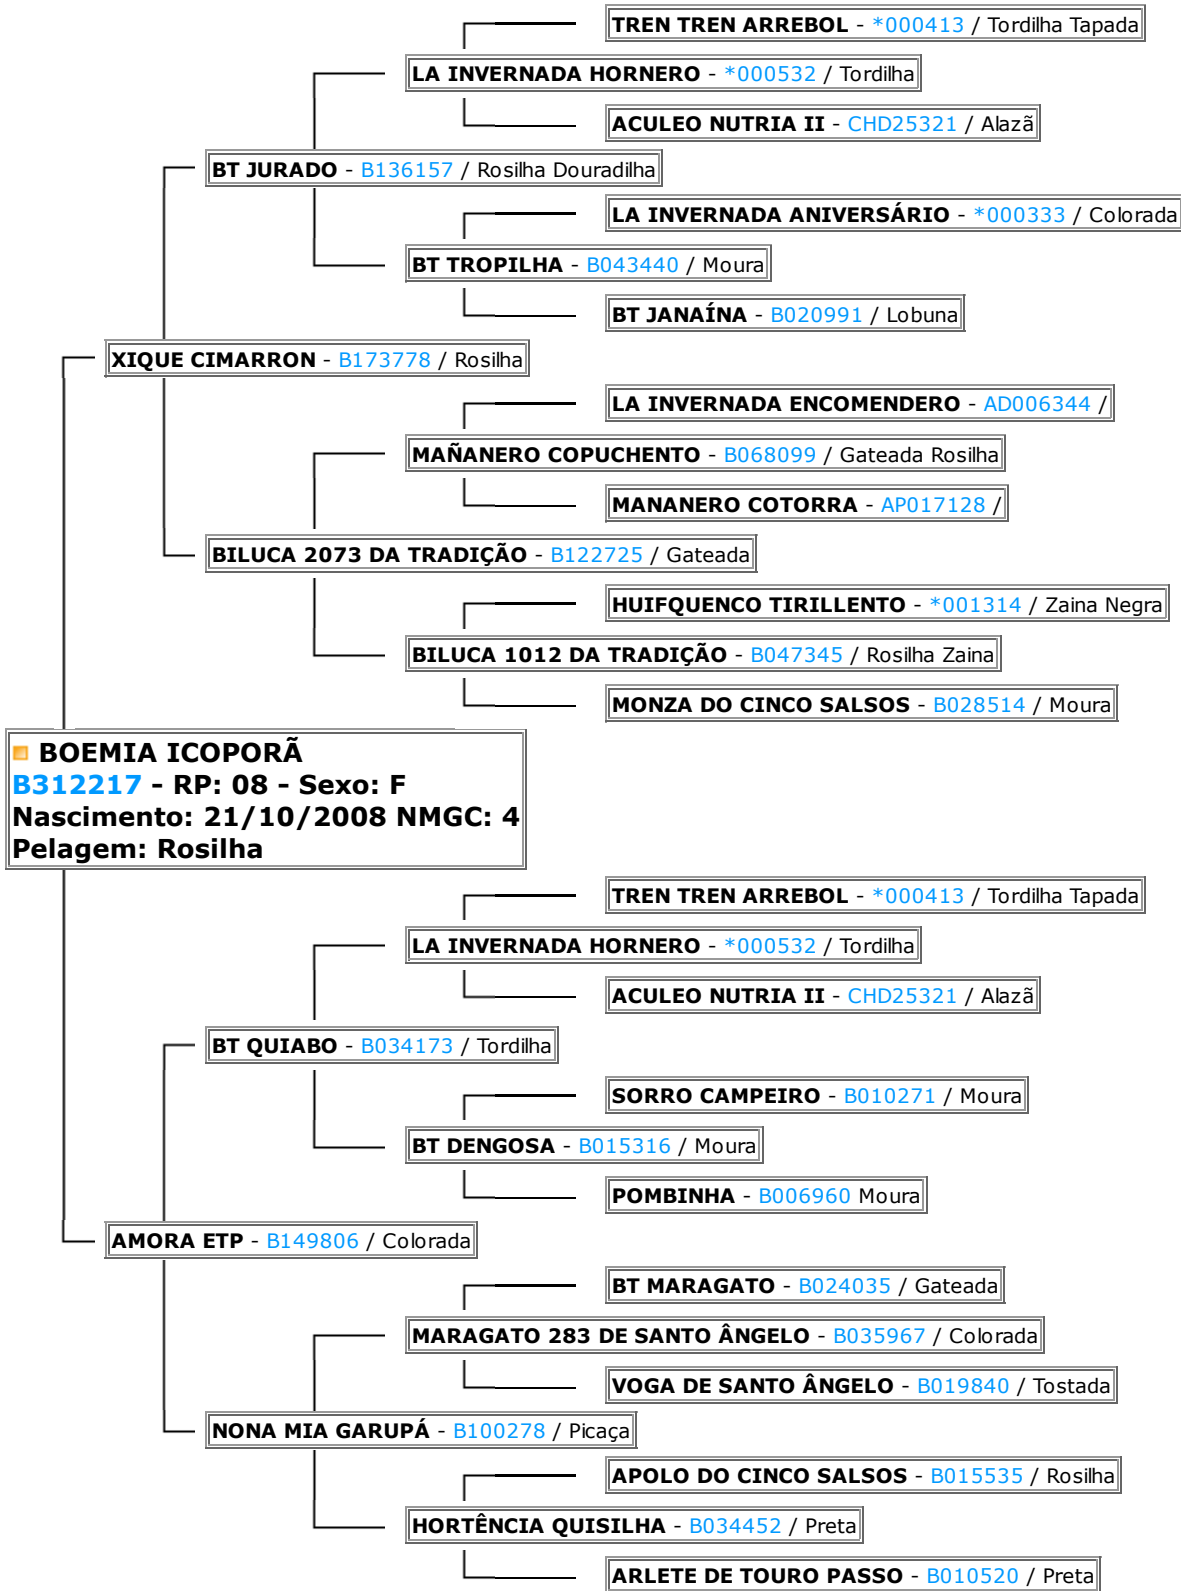 TREN TREN ARREBOL - *000413 / Tordilha Tapada
LA INVERNADA HORNERO - *000532 / Tordilha
ACULEO NUTRIA II - CHD25321 / Alazã
BT JURADO - B136157 / Rosilha Douradilha
LA INVERNADA ANIVERSÁRIO - *000333 / Colorada
BT TROPILHA - B043440 / Moura
BT JANAÍNA - B020991 / Lobuna
XIQUE CIMARRON - B173778 / Rosilha
LA INVERNADA ENCOMENDERO - AD006344 /
MAÑANERO COPUCHENTO - B068099 / Gateada Rosilha
MANANERO COTORRA - AP017128 /
BILUCA 2073 DA TRADIÇÃO - B122725 / Gateada
HUIFQUENCO TIRILLENTO - *001314 / Zaina Negra
BILUCA 1012 DA TRADIÇÃO - B047345 / Rosilha Zaina
MONZA DO CINCO SALSOS - B028514 / Moura
BOEMIA ICOPORÃ
B312217 - RP: 08 - Sexo: F
Nascimento: 21/10/2008 NMGC: 4
Pelagem: Rosilha
TREN TREN ARREBOL - *000413 / Tordilha Tapada
LA INVERNADA HORNERO - *000532 / Tordilha
ACULEO NUTRIA II - CHD25321 / Alazã
BT QUIABO - B034173 / Tordilha
SORRO CAMPEIRO - B010271 / Moura
BT DENGOSA - B015316 / Moura
POMBINHA - B006960 Moura
AMORA ETP - B149806 / Colorada
BT MARAGATO - B024035 / Gateada
MARAGATO 283 DE SANTO ÂNGELO - B035967 / Colorada
VOGA DE SANTO ÂNGELO - B019840 / Tostada
NONA MIA GARUPÁ - B100278 / Picaça
APOLO DO CINCO SALSOS - B015535 / Rosilha
HORTÊNCIA QUISILHA - B034452 / Preta
ARLETE DE TOURO PASSO - B010520 / Preta